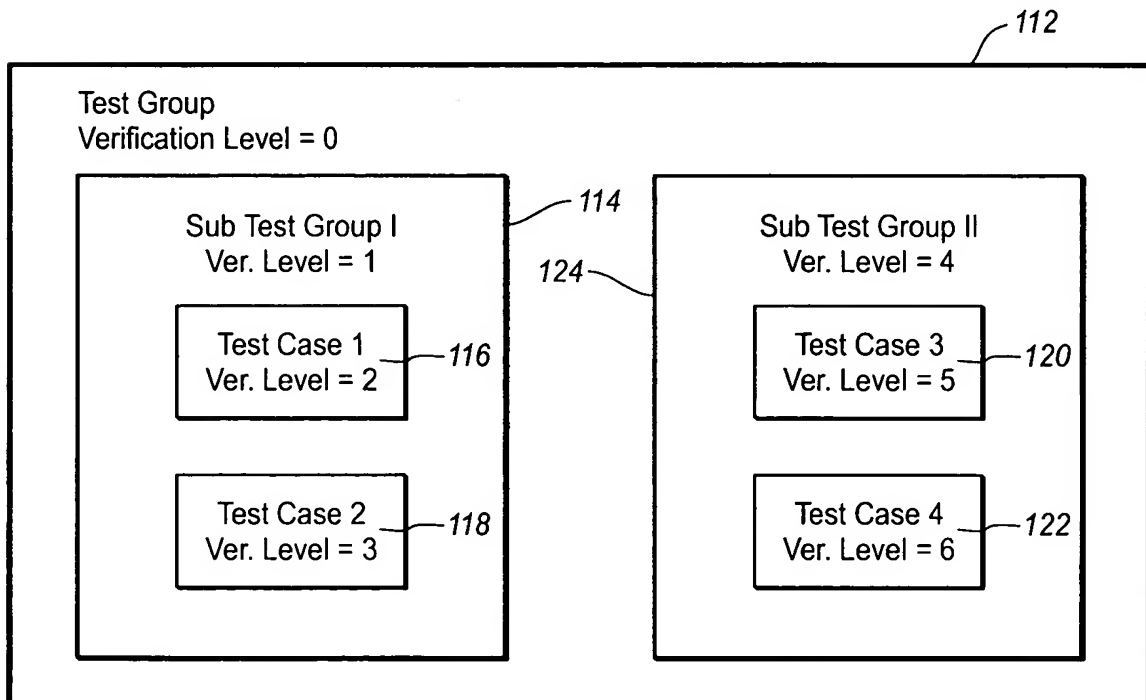 112
Test Group
Verification Level = 0
114
Sub Test Group I
Ver. Level = 1
Test Case 1
Ver. Level = 2
116
Test Case 2
Ver. Level = 3
118
124
Sub Test Group II
Ver. Level = 4
Test Case 3
Ver. Level = 5
120
Test Case 4
Ver. Level = 6
122